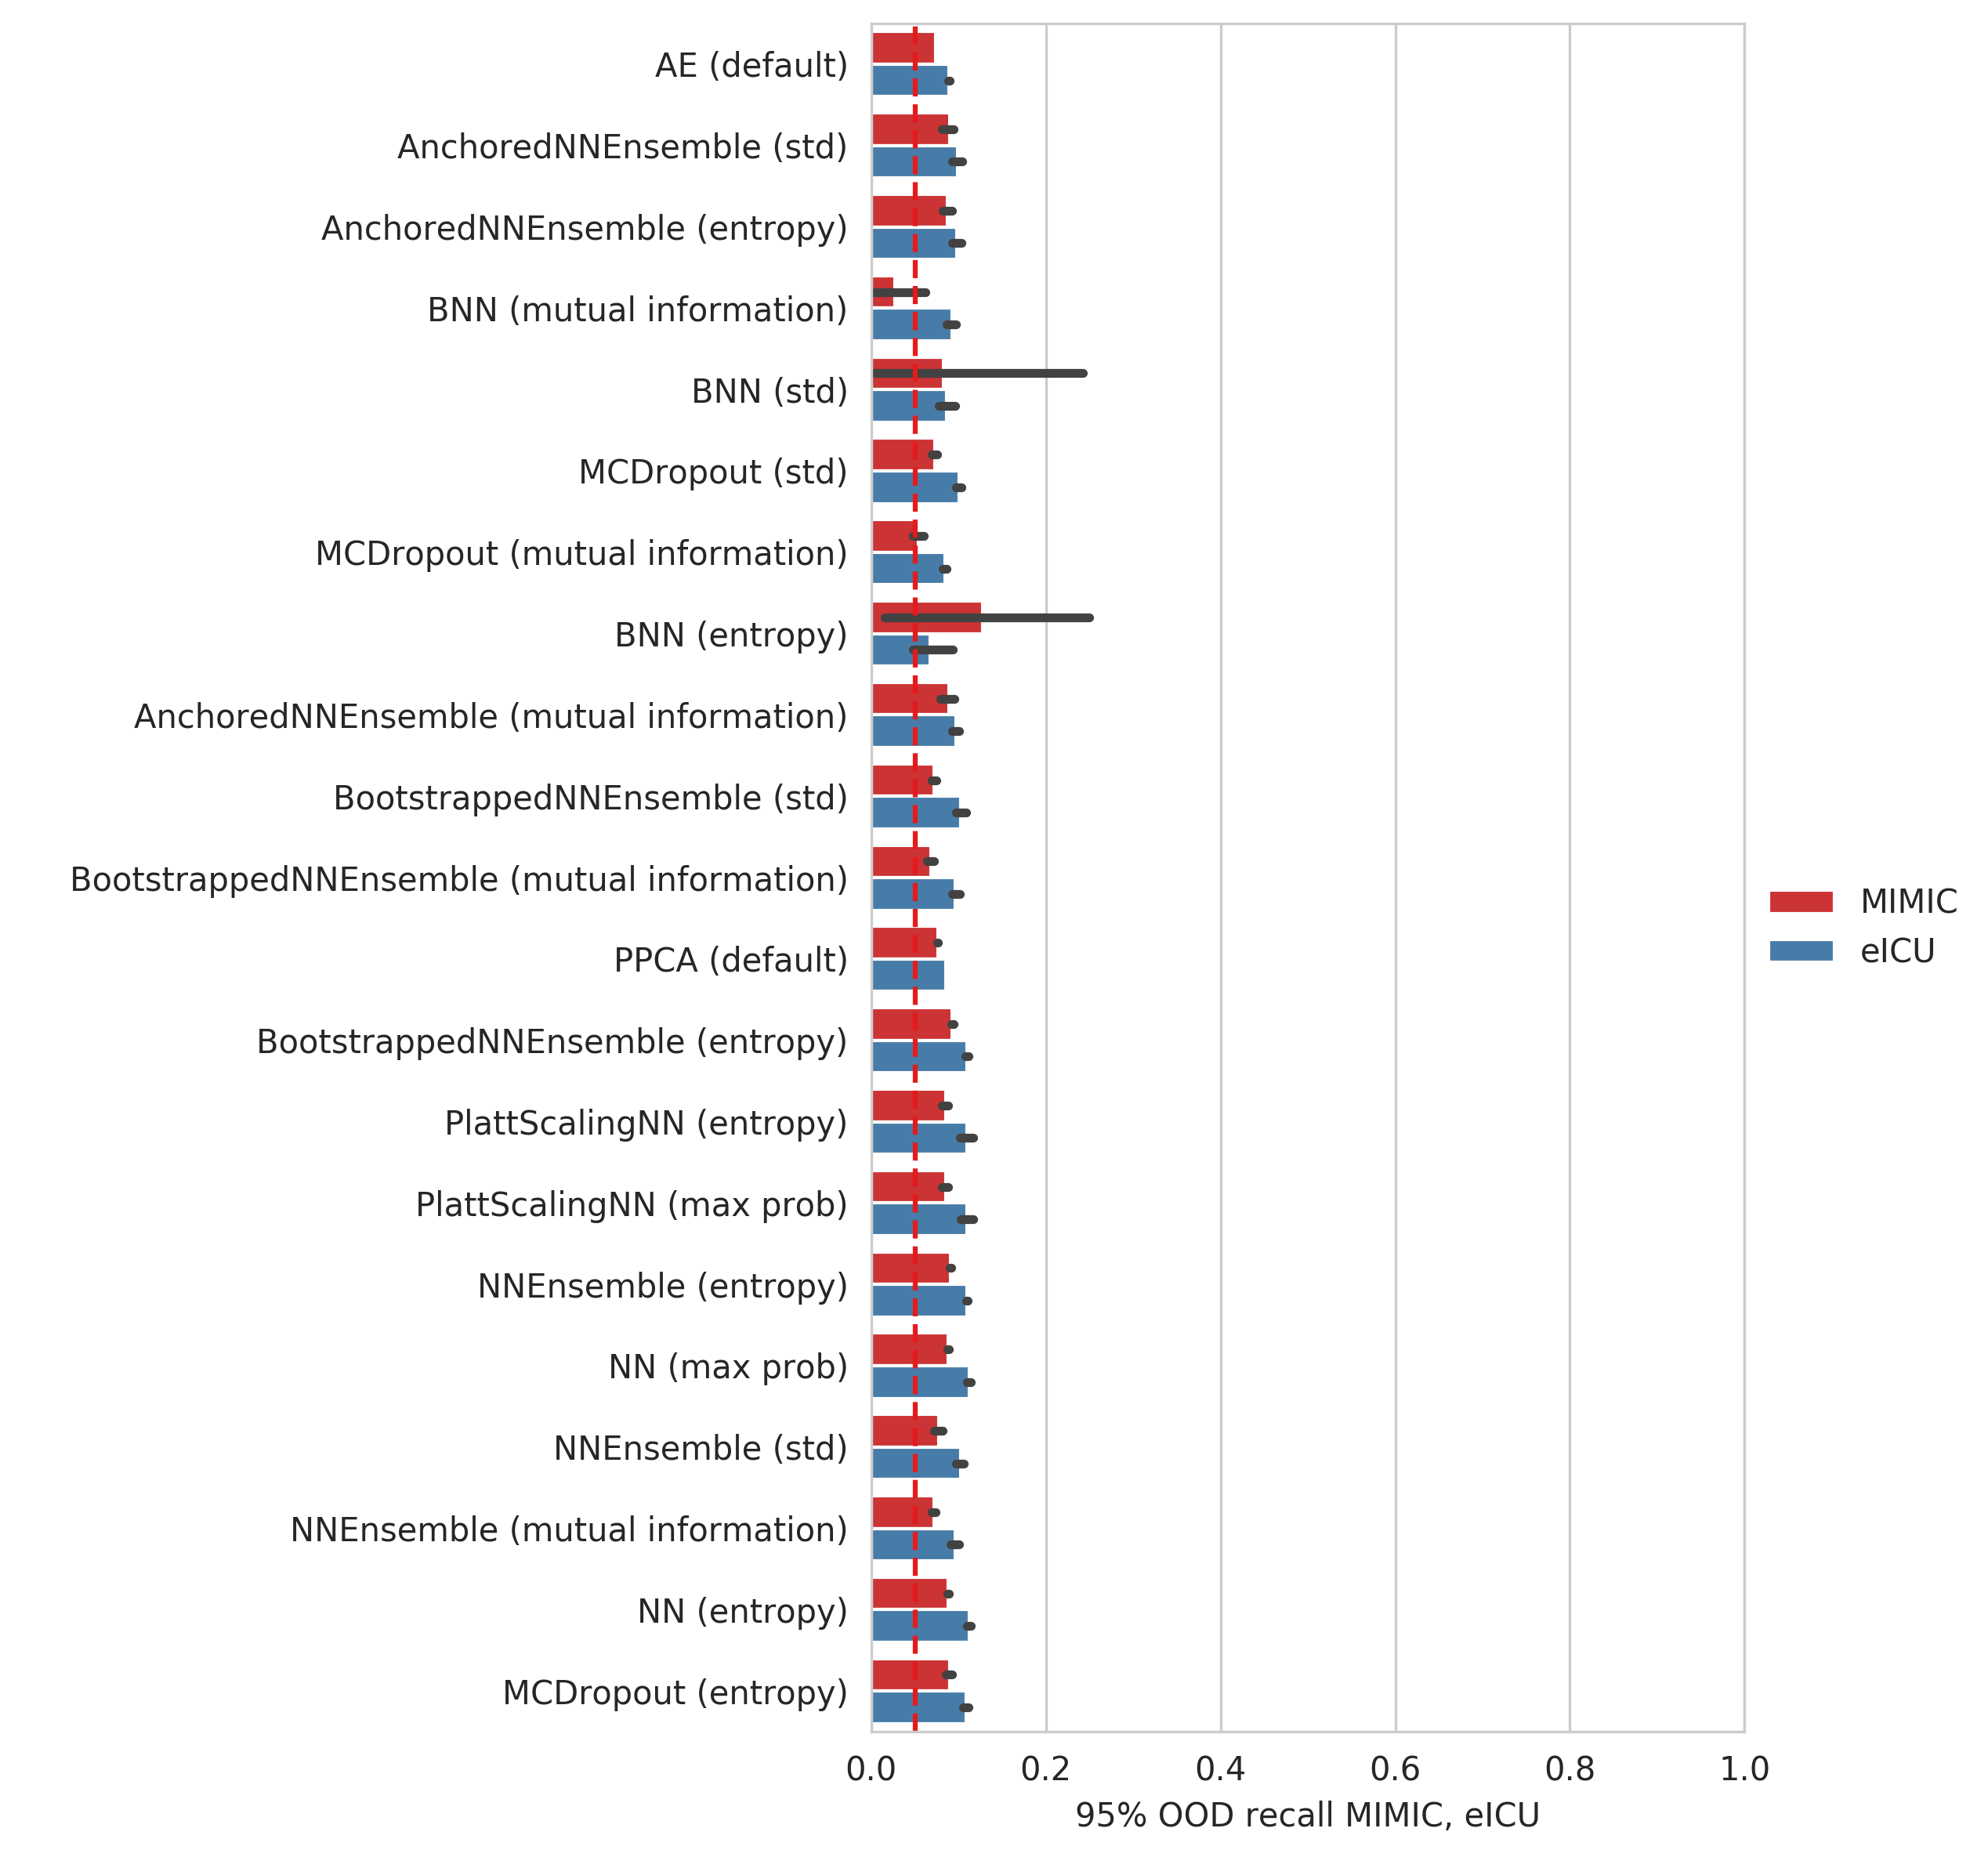 AE (default)
AnchoredNNEnsemble (std)
AnchoredNNEnsemble (entropy)
BNN (mutual information)
BNN (std)
MCDropout (std)
MCDropout (mutual information)
BNN (entropy)
AnchoredNNEnsemble (mutual information)
BootstrappedNNEnsemble (std)
BootstrappedNNEnsemble (mutual information)
PPCA (default)
BootstrappedNNEnsemble (entropy)
PlattScalingNN (entropy)
PlattScalingNN (max prob)
NNEnsemble (entropy)
NN (max prob)
NNEnsemble (std)
NNEnsemble (mutual information)
NN (entropy)
MCDropout (entropy)
0.0 0.2 0.4 0.6 0.8 1.0
95% OOD recall MIMIC, eICU
MIMIC
eICU